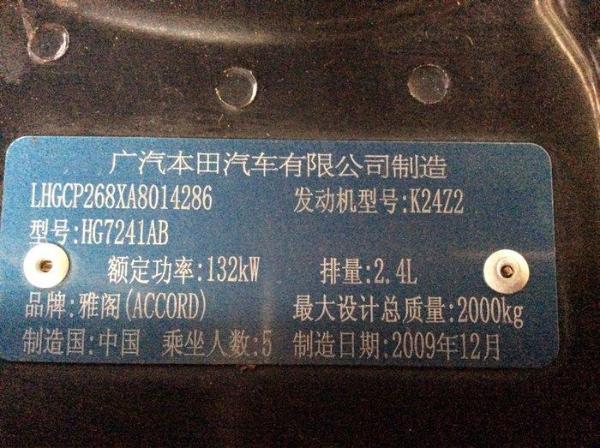 广汽本田汽车有限公司制造
LHGCP268XA8014286 发动机型号:K24Z2
型号:HG7241AB
额定功率:132kW 排量:2.4L
品牌:雅阁(ACCORD) 最大设计总质量:2000kg
制造国:中国 乘坐人数:5 制造日期:2009年12月